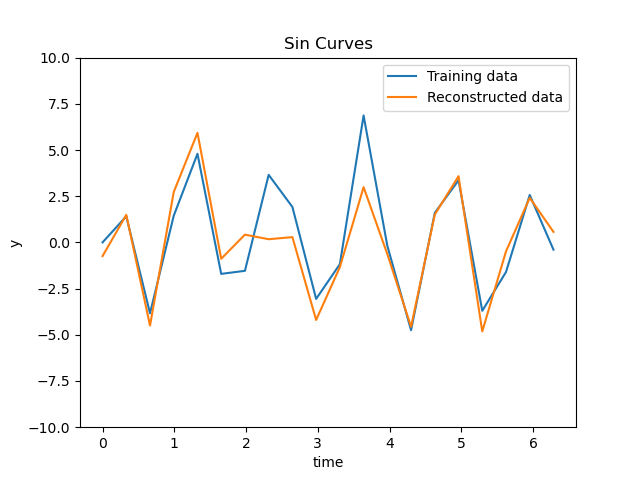 Sin Curves
Training data
Reconstructed data
10.0
7.5
5.0
2.5
0.0
−2.5
−5.0
−7.5
−10.0
y
0 1 2 3 4 5 6
time